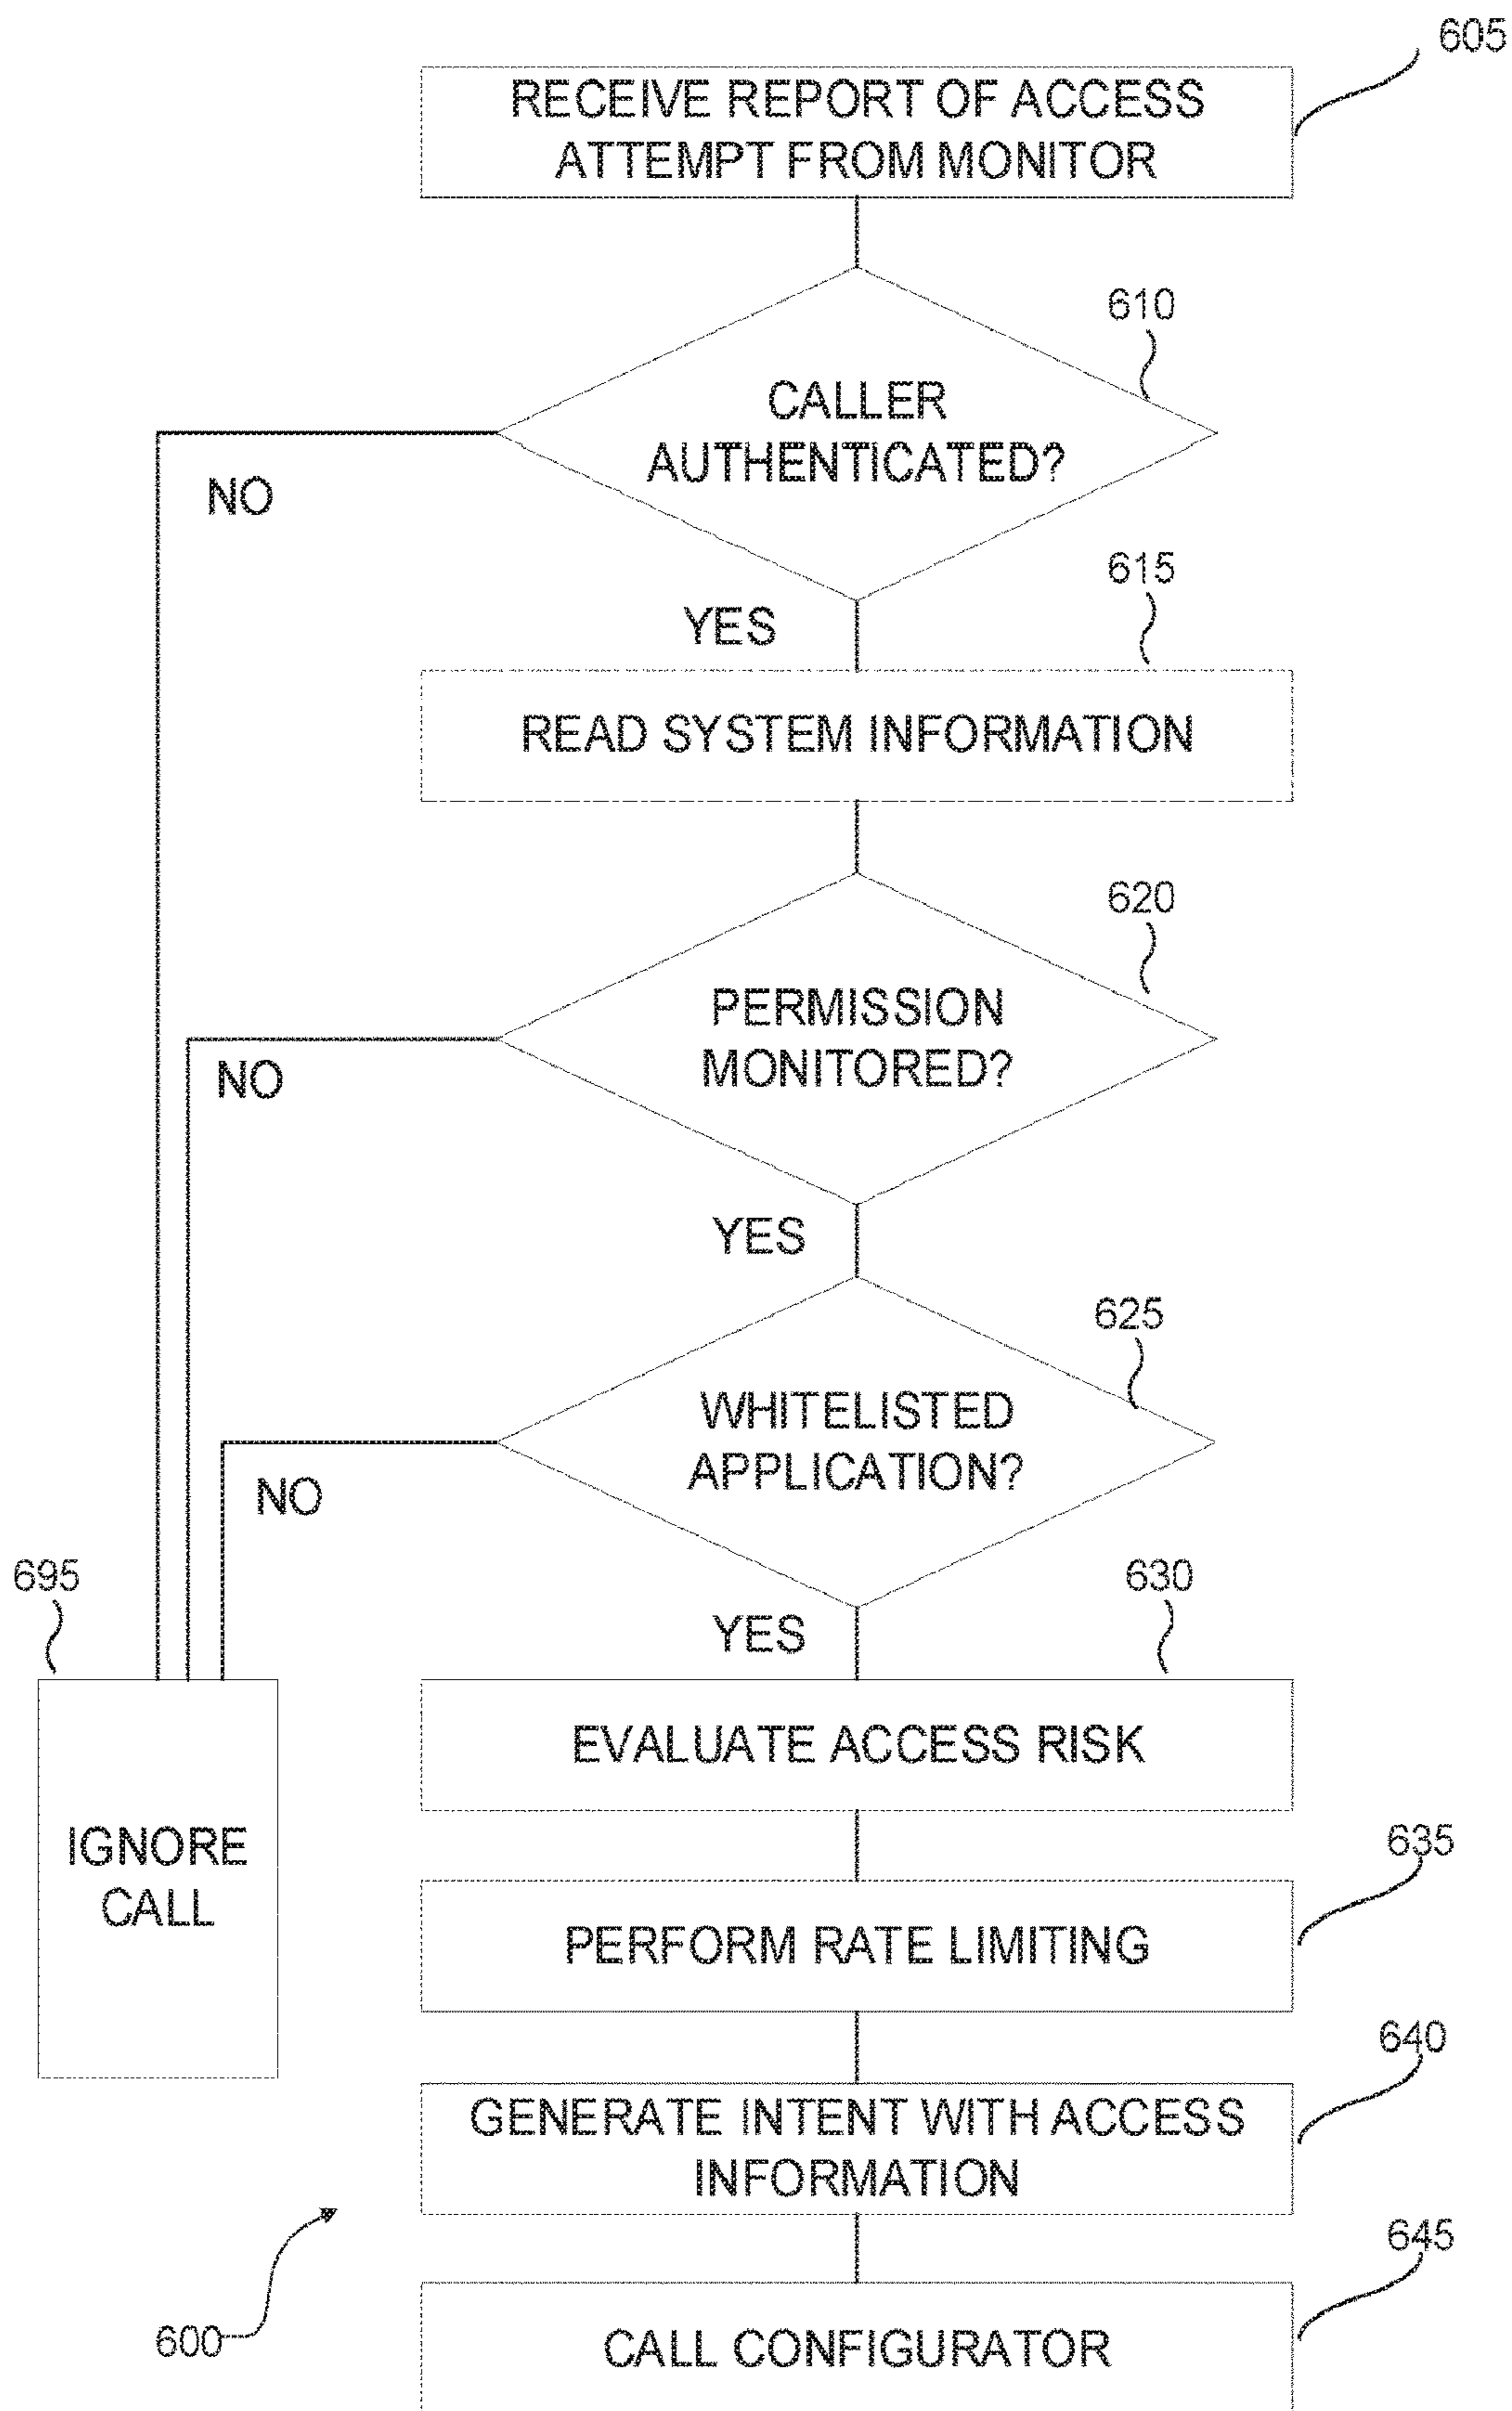 605
RECEIVE REPORT OF ACCESS
ATTEMPT FROM MONITOR
610
CALLER
AUTHENTICATED?
NO
615
YES
READ SYSTEM INFORMATION
620
PERMISSION
MONITORED?
NO
YES
625
WHITELISTED
APPLICATION?
NO
695
630
YES
EVALUATE ACCESS RISK
635
IGNORE
CALL
PERFORM RATE LIMITING
640
GENERATE INTENT WITH ACCESS
INFORMATION
645
600
CALL CONFIGURATOR